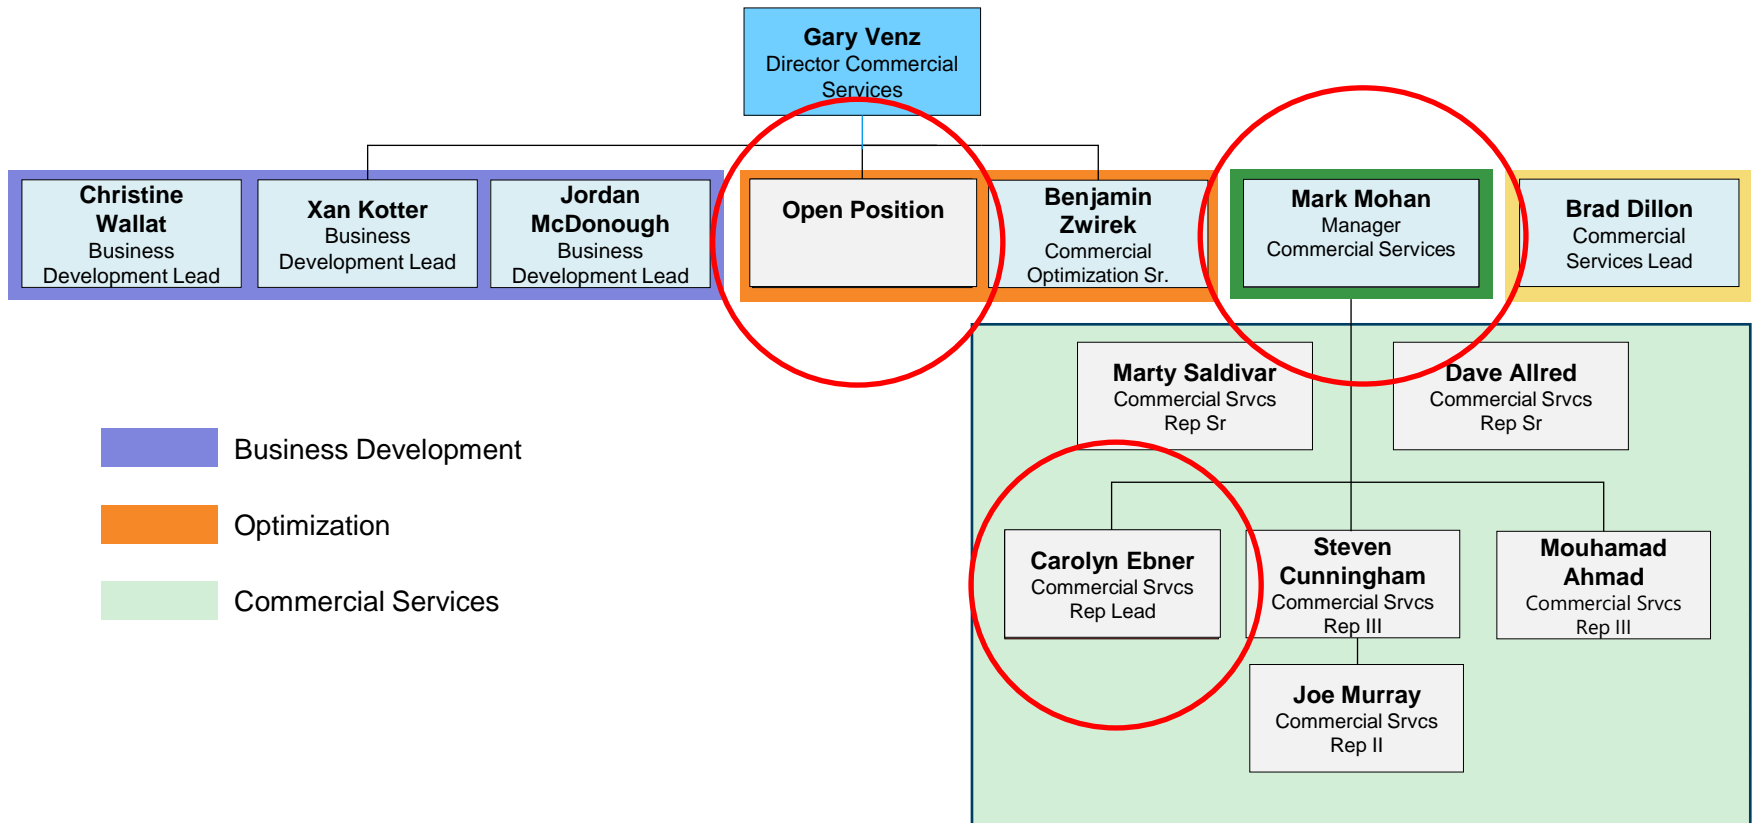 Gary Venz
Director Commercial
Services
Christine
Wallat
Business
Development Lead
Xan Kotter
Business
Development Lead
Jordan
McDonough
Business
Development Lead
Open Position
Benjamin
Zwirek
Commercial
Optimization Sr.
Mark Mohan
Manager
Commercial Services
Brad Dillon
Commercial
Services Lead
Marty Saldivar
Commercial Srvcs
Rep Sr
Dave Allred
Commercial Srvcs
Rep Sr
Business Development
Optimization
Commercial Services
Carolyn Ebner
Commercial Srvcs
Rep Lead
Steven
Cunningham
Commercial Srvcs
Rep III
Mouhamad
Ahmad
Commercial Srvcs
Rep III
Joe Murray
Commercial Srvcs
Rep II